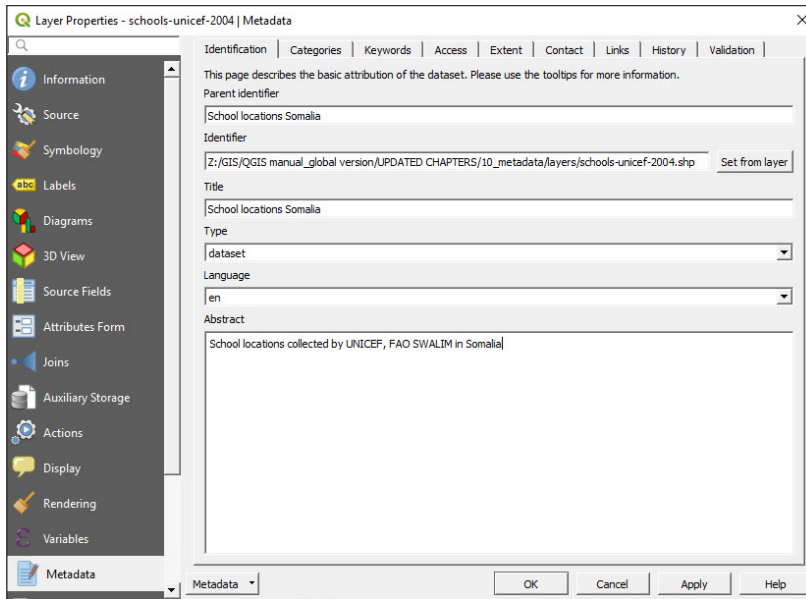 Layer Properties - schools-unicef-2004 | Metadata
Information
Source
Symbology
abc Labels
Diagrams
3D View
Source Fields
Attributes Form
Joins
Auxiliary Storage
Actions
Display
Rendering
Variables
Metadata
Identification Categories Keywords Access Extent Contact Links History Validation
This page describes the basic attribution of the dataset. Please use the tooltips for more information.
Parent identifier
School locations Somalia
Identifier
Z:/GIS/QGIS manual_global version/UPDATED CHAPTERS/10_metadata/layers/schools-unicef-2004.shp Set from layer
Title
School locations Somalia
Type
dataset
Language
en
Abstract
School locations collected by UNICEF, FAO SWALIM in Somalia
Metadata OK Cancel Apply Help